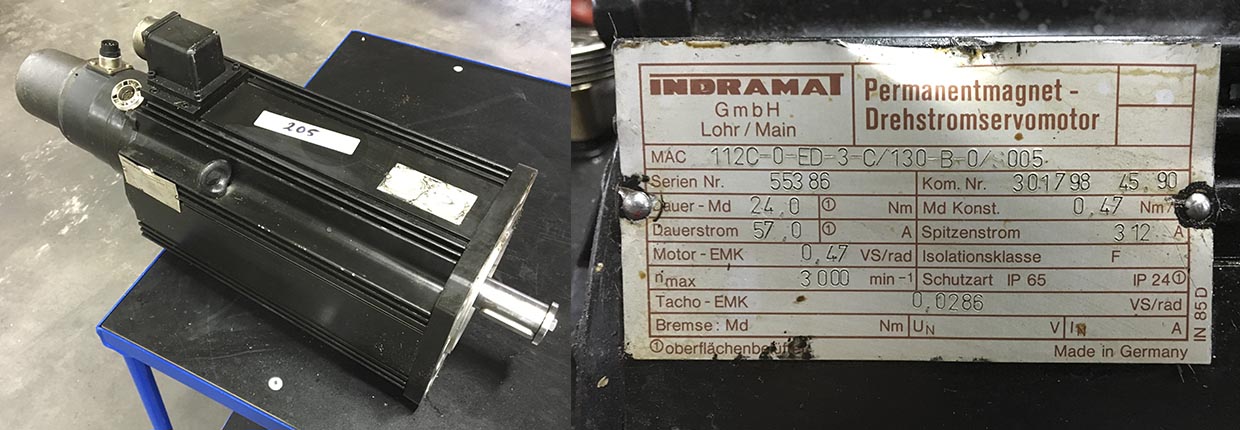 205
INDRAMAT
GmbH
Lohr / Main
Permanentmagnet -
Drehstromservomotor
MAC 112C-0-ED-3-C/130-B-0/ S005
Serien Nr. 55386 Kom. Nr. 301798 45.90
Dauer - Md 24,0 ① Nm Md Konst. 0,47 Nm/
Dauerstrom 57,0 ① A Spitzenstrom 312 A
Motor - EMK 0,47 VS/rad Isolationsklasse F
nmax 3000 min-1 Schutzart IP 65 IP 24①
Tacho - EMK 0,0286 VS/rad
Bremse: Md Nm UN V IN A
①
Made in Germany
IN 85 D